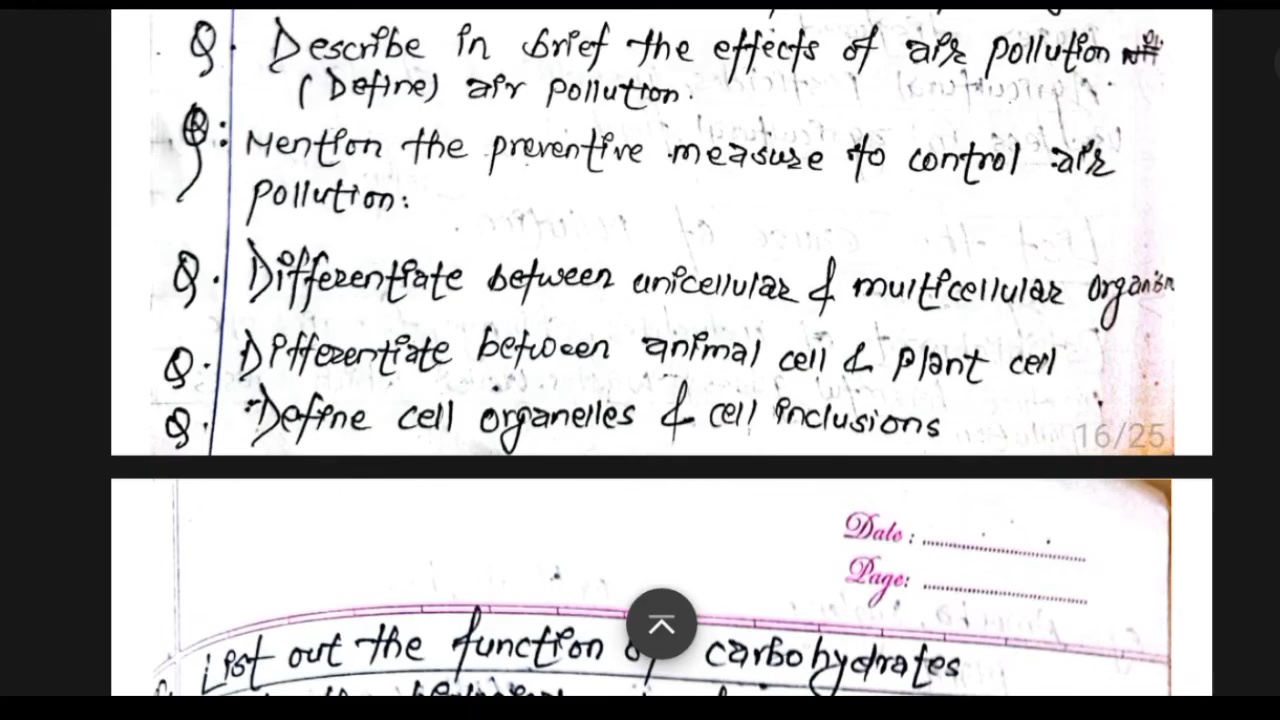 Q. Describe in brief the effects of air pollution
(Define) air pollution.
Q: Mention the preventive measure to control air
pollution.
Q. Differentiate between unicellular & multicellular
Q. Differentiate between animal cell & plant cell
Q. Define cell organelles & cell inclusions
16/25
Date :
Page:
List out the function of carbohydrates